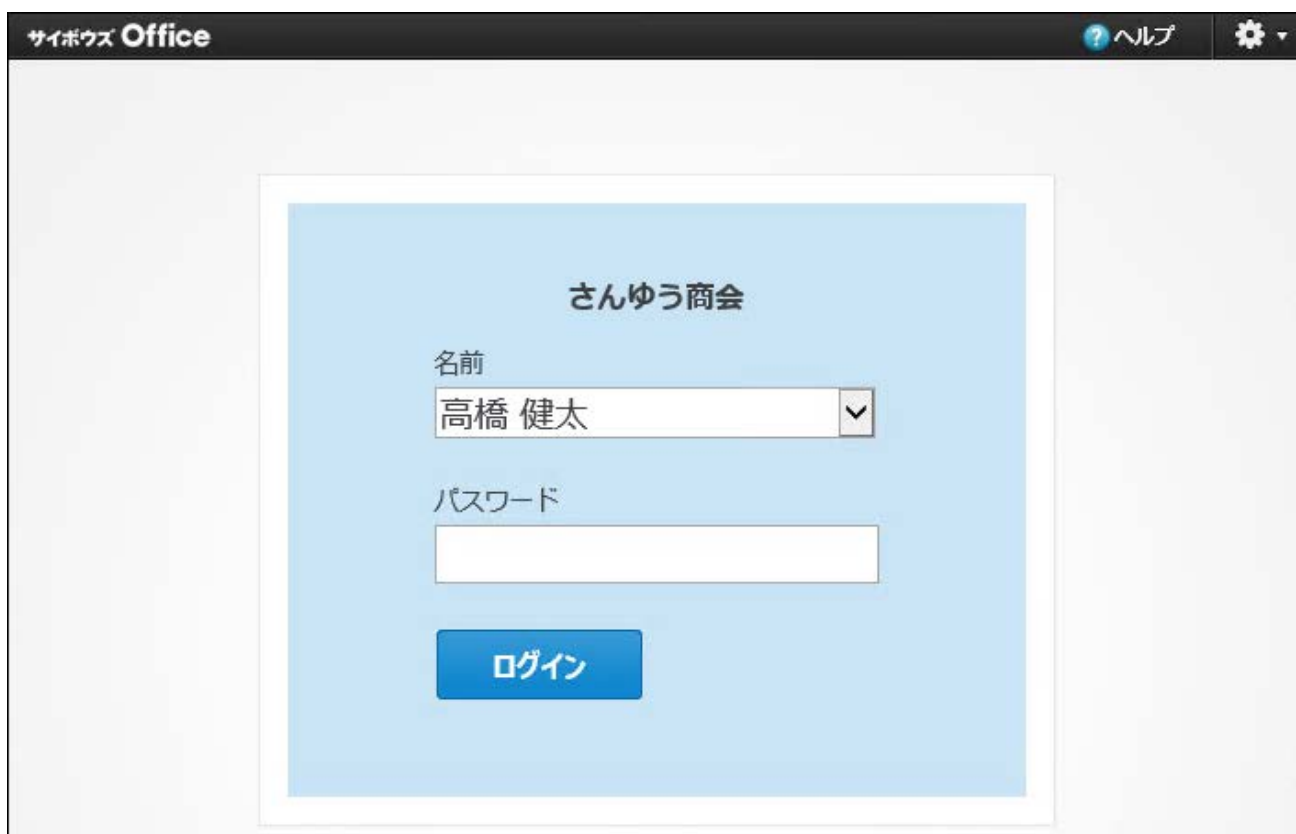 サイボウズ Office
?ヘルプ
さんゆう商会
名前
高橋 健太
パスワード
ログイン